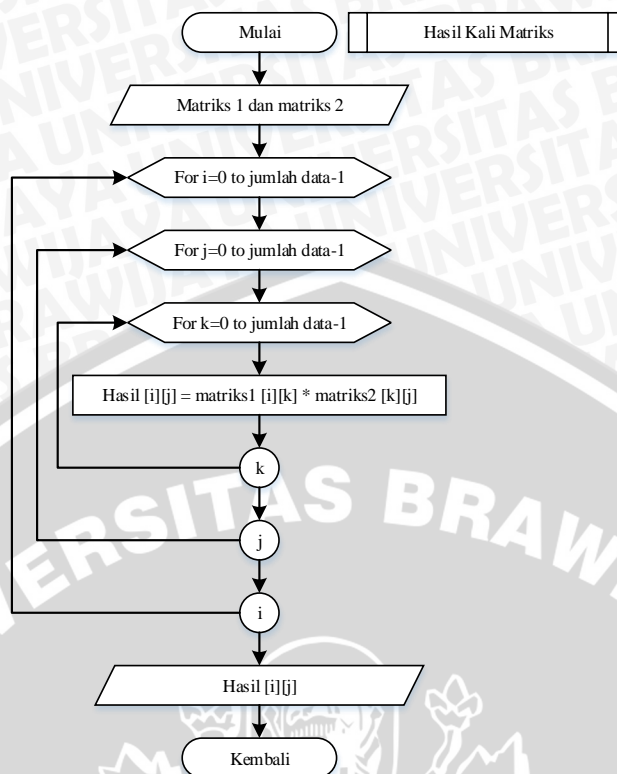 Mulai
Hasil Kali Matriks
Matriks 1 dan matriks 2
For i=0 to jumlah data-1
For j=0 to jumlah data-1
For k=0 to jumlah data-1
Hasil [i][j] = matriks1 [i][k] * matriks2 [k][j]
k
j
i
Hasil [i][j]
Kembali